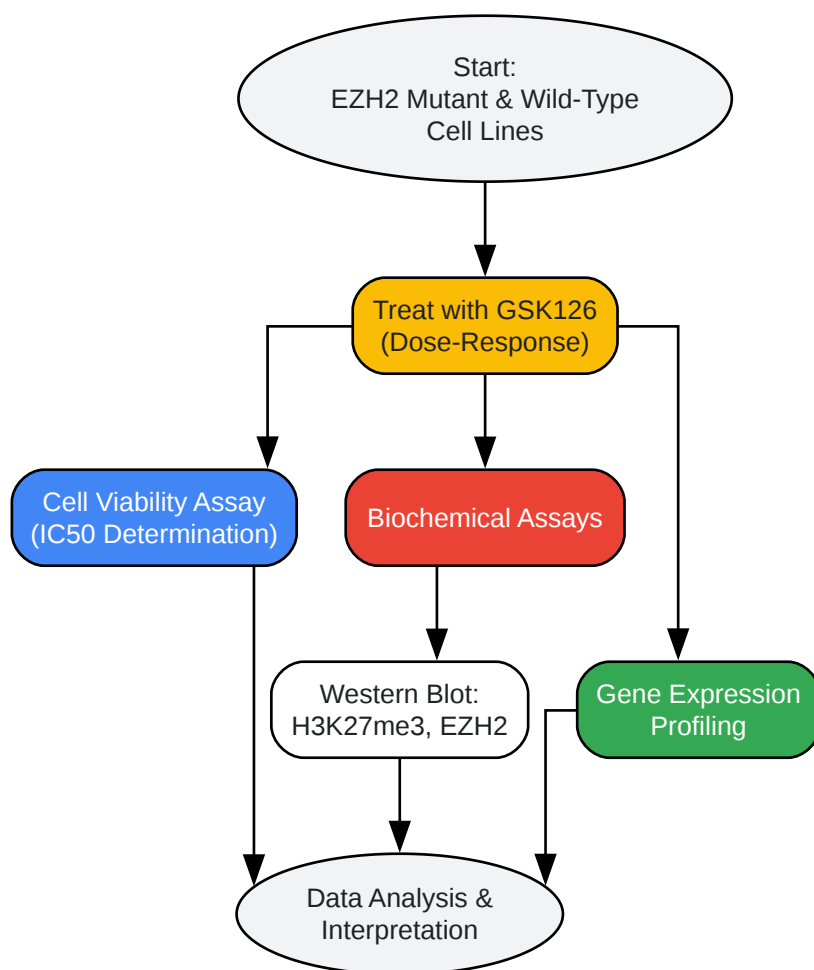 Start:
EZH2 Mutant & Wild-Type
Cell Lines
Treat with GSK126
(Dose-Response)
Cell Viability Assay
(IC50 Determination)
Biochemical Assays
Western Blot:
H3K27me3, EZH2
Gene Expression
Profiling
Data Analysis &
Interpretation